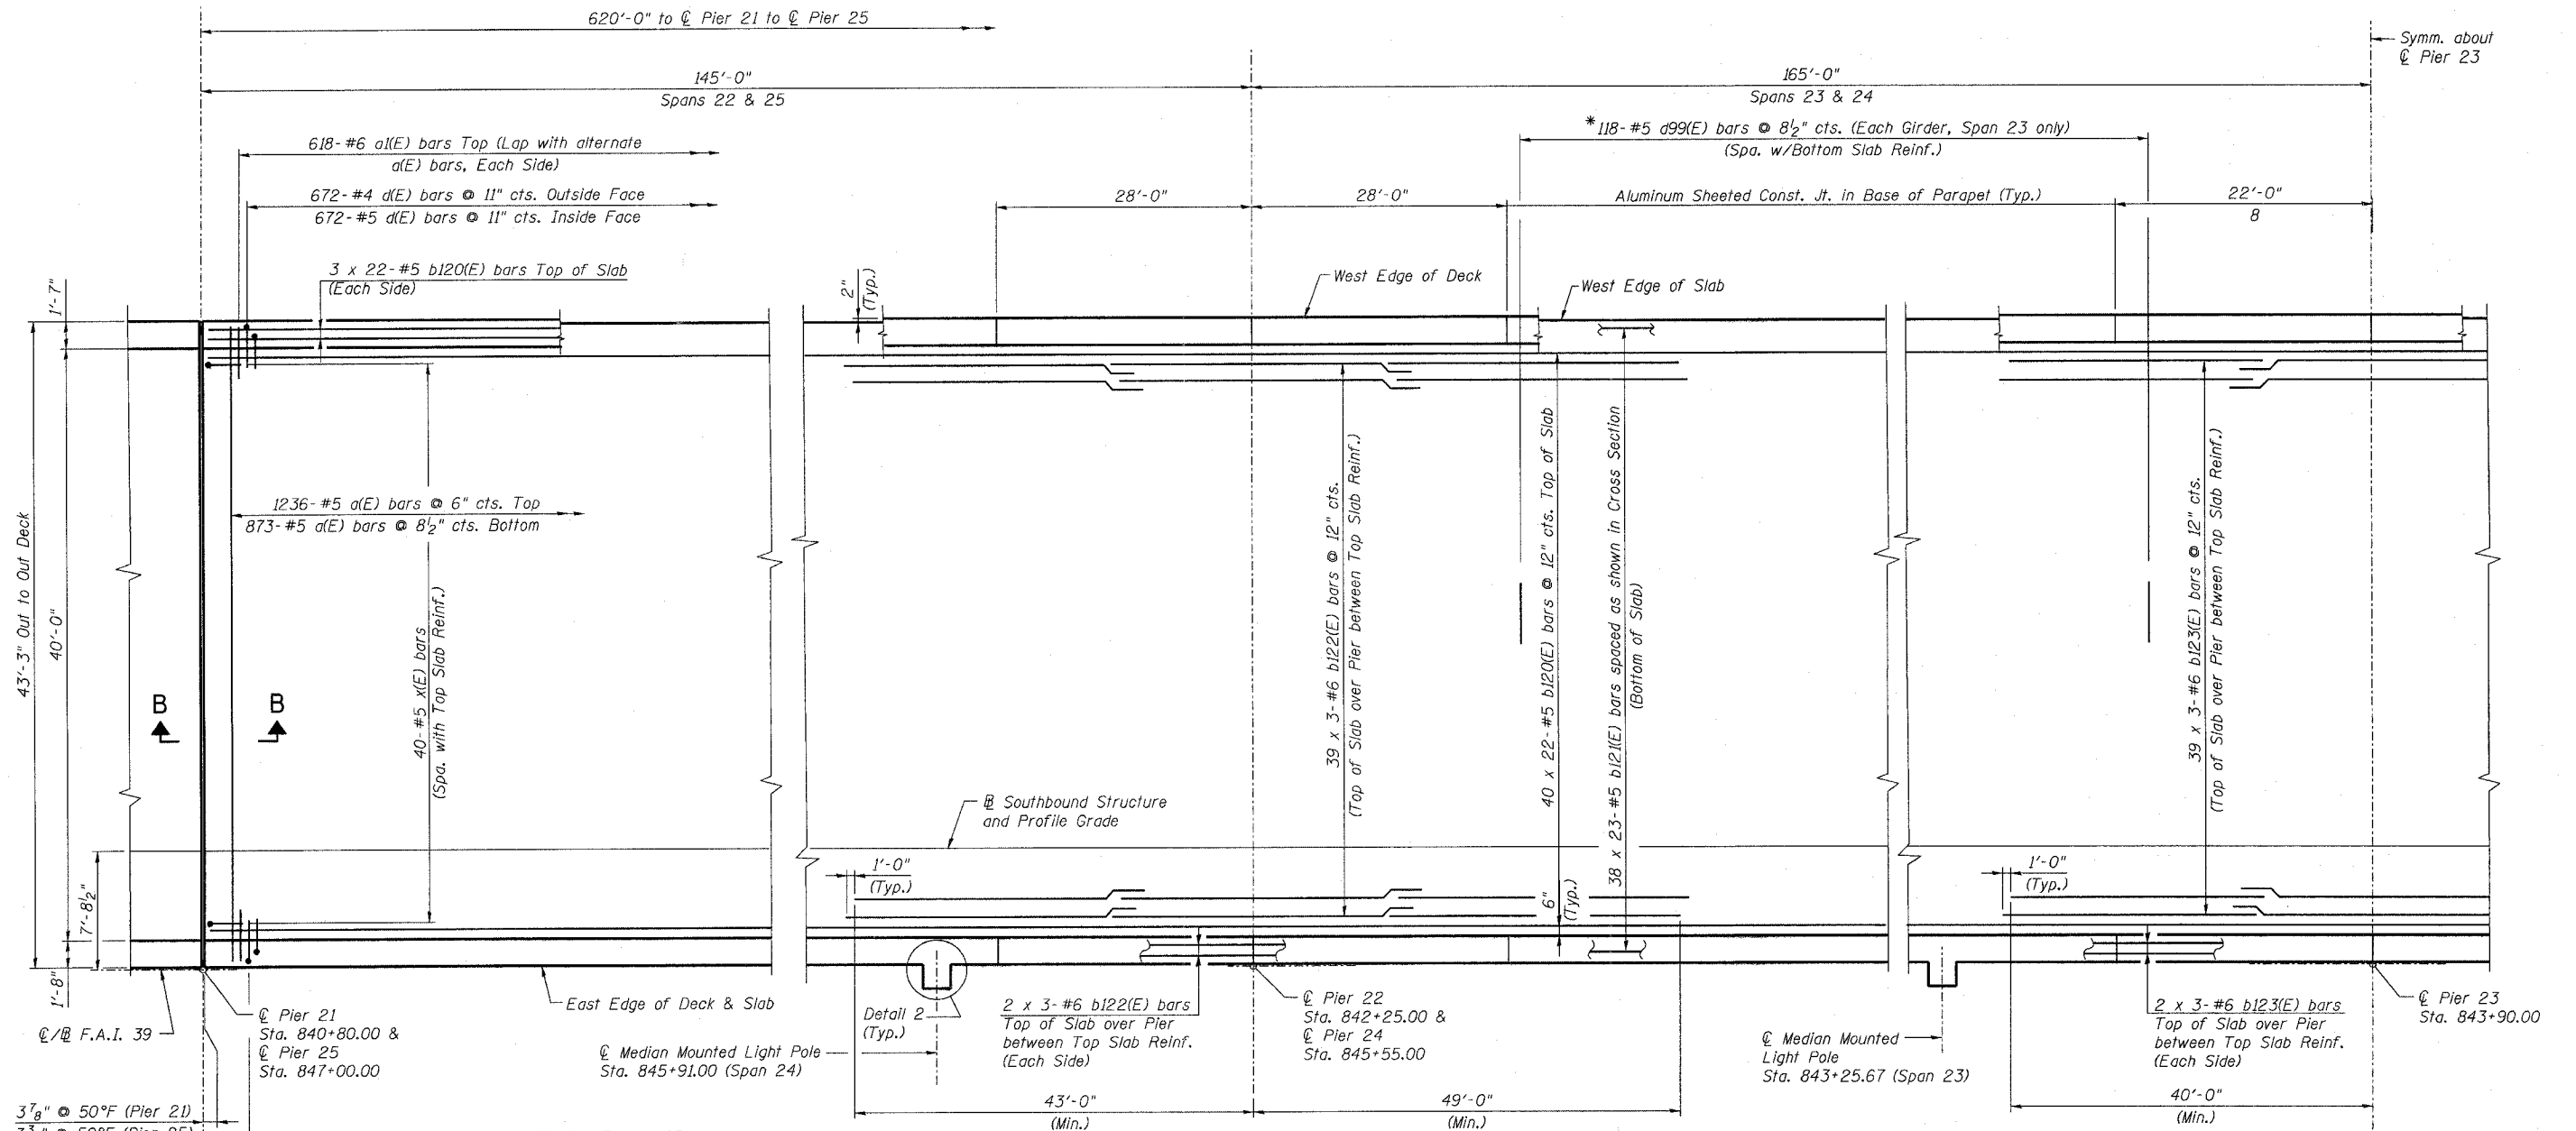 620'-0" to ℄ Pier 21 to ℄ Pier 25
Symm. about
℄ Pier 23
145'-0"
Spans 22 & 25
165'-0"
Spans 23 & 24
618-#6 a1(E) bars Top (Lap with alternate
a(E) bars, Each Side)
*118-#5 d99(E) bars @ 8½" cts. (Each Girder, Span 23 only)
(Spa. w/Bottom Slab Reinf.)
672-#4 d(E) bars @ 11" cts. Outside Face
672-#5 d(E) bars @ 11" cts. Inside Face
28'-0"
28'-0"
Aluminum Sheeted Const. Jt. in Base of Parapet (Typ.)
22'-0"
8
3 x 22-#5 b120(E) bars Top of Slab
(Each Side)
2"
(Typ.)
West Edge of Deck
West Edge of Slab
1'-7"
43'-3" Out to Out Deck
40'-0"
7'-8½"
1'-8"
1236-#5 a(E) bars @ 6" cts. Top
873-#5 a(E) bars @ 8½" cts. Bottom
40-#5 x(E) bars
(Spa. with Top Slab Reinf.)
B
B
39 x 3-#6 b122(E) bars @ 12" cts.
(Top of Slab over Pier between Top Slab Reinf.)
40 x 22-#5 b120(E) bars @ 12" cts. Top of Slab
38 x 23-#5 b121(E) bars spaced as shown in Cross Section
(Bottom of Slab)
39 x 3-#6 b123(E) bars @ 12" cts.
(Top of Slab over Pier between Top Slab Reinf.)
Southbound Structure
and Profile Grade
1'-0"
(Typ.)
6"
(Typ.)
1'-0"
(Typ.)
East Edge of Deck & Slab
℄ Pier 21
Sta. 840+80.00 &
℄ Pier 25
Sta. 847+00.00
F.A.I. 39
Detail 2
(Typ.)
℄ Median Mounted Light Pole
Sta. 845+91.00 (Span 24)
2 x 3-#6 b122(E) bars
Top of Slab over Pier
between Top Slab Reinf.
(Each Side)
℄ Pier 22
Sta. 842+25.00 &
℄ Pier 24
Sta. 845+55.00
℄ Median Mounted
Light Pole
Sta. 843+25.67 (Span 23)
2 x 3-#6 b123(E) bars
Top of Slab over Pier
between Top Slab Reinf.
(Each Side)
℄ Pier 23
Sta. 843+90.00
43'-0"
(Min.)
49'-0"
(Min.)
40'-0"
(Min.)
3⅞" @ 50°F (Pier 21)